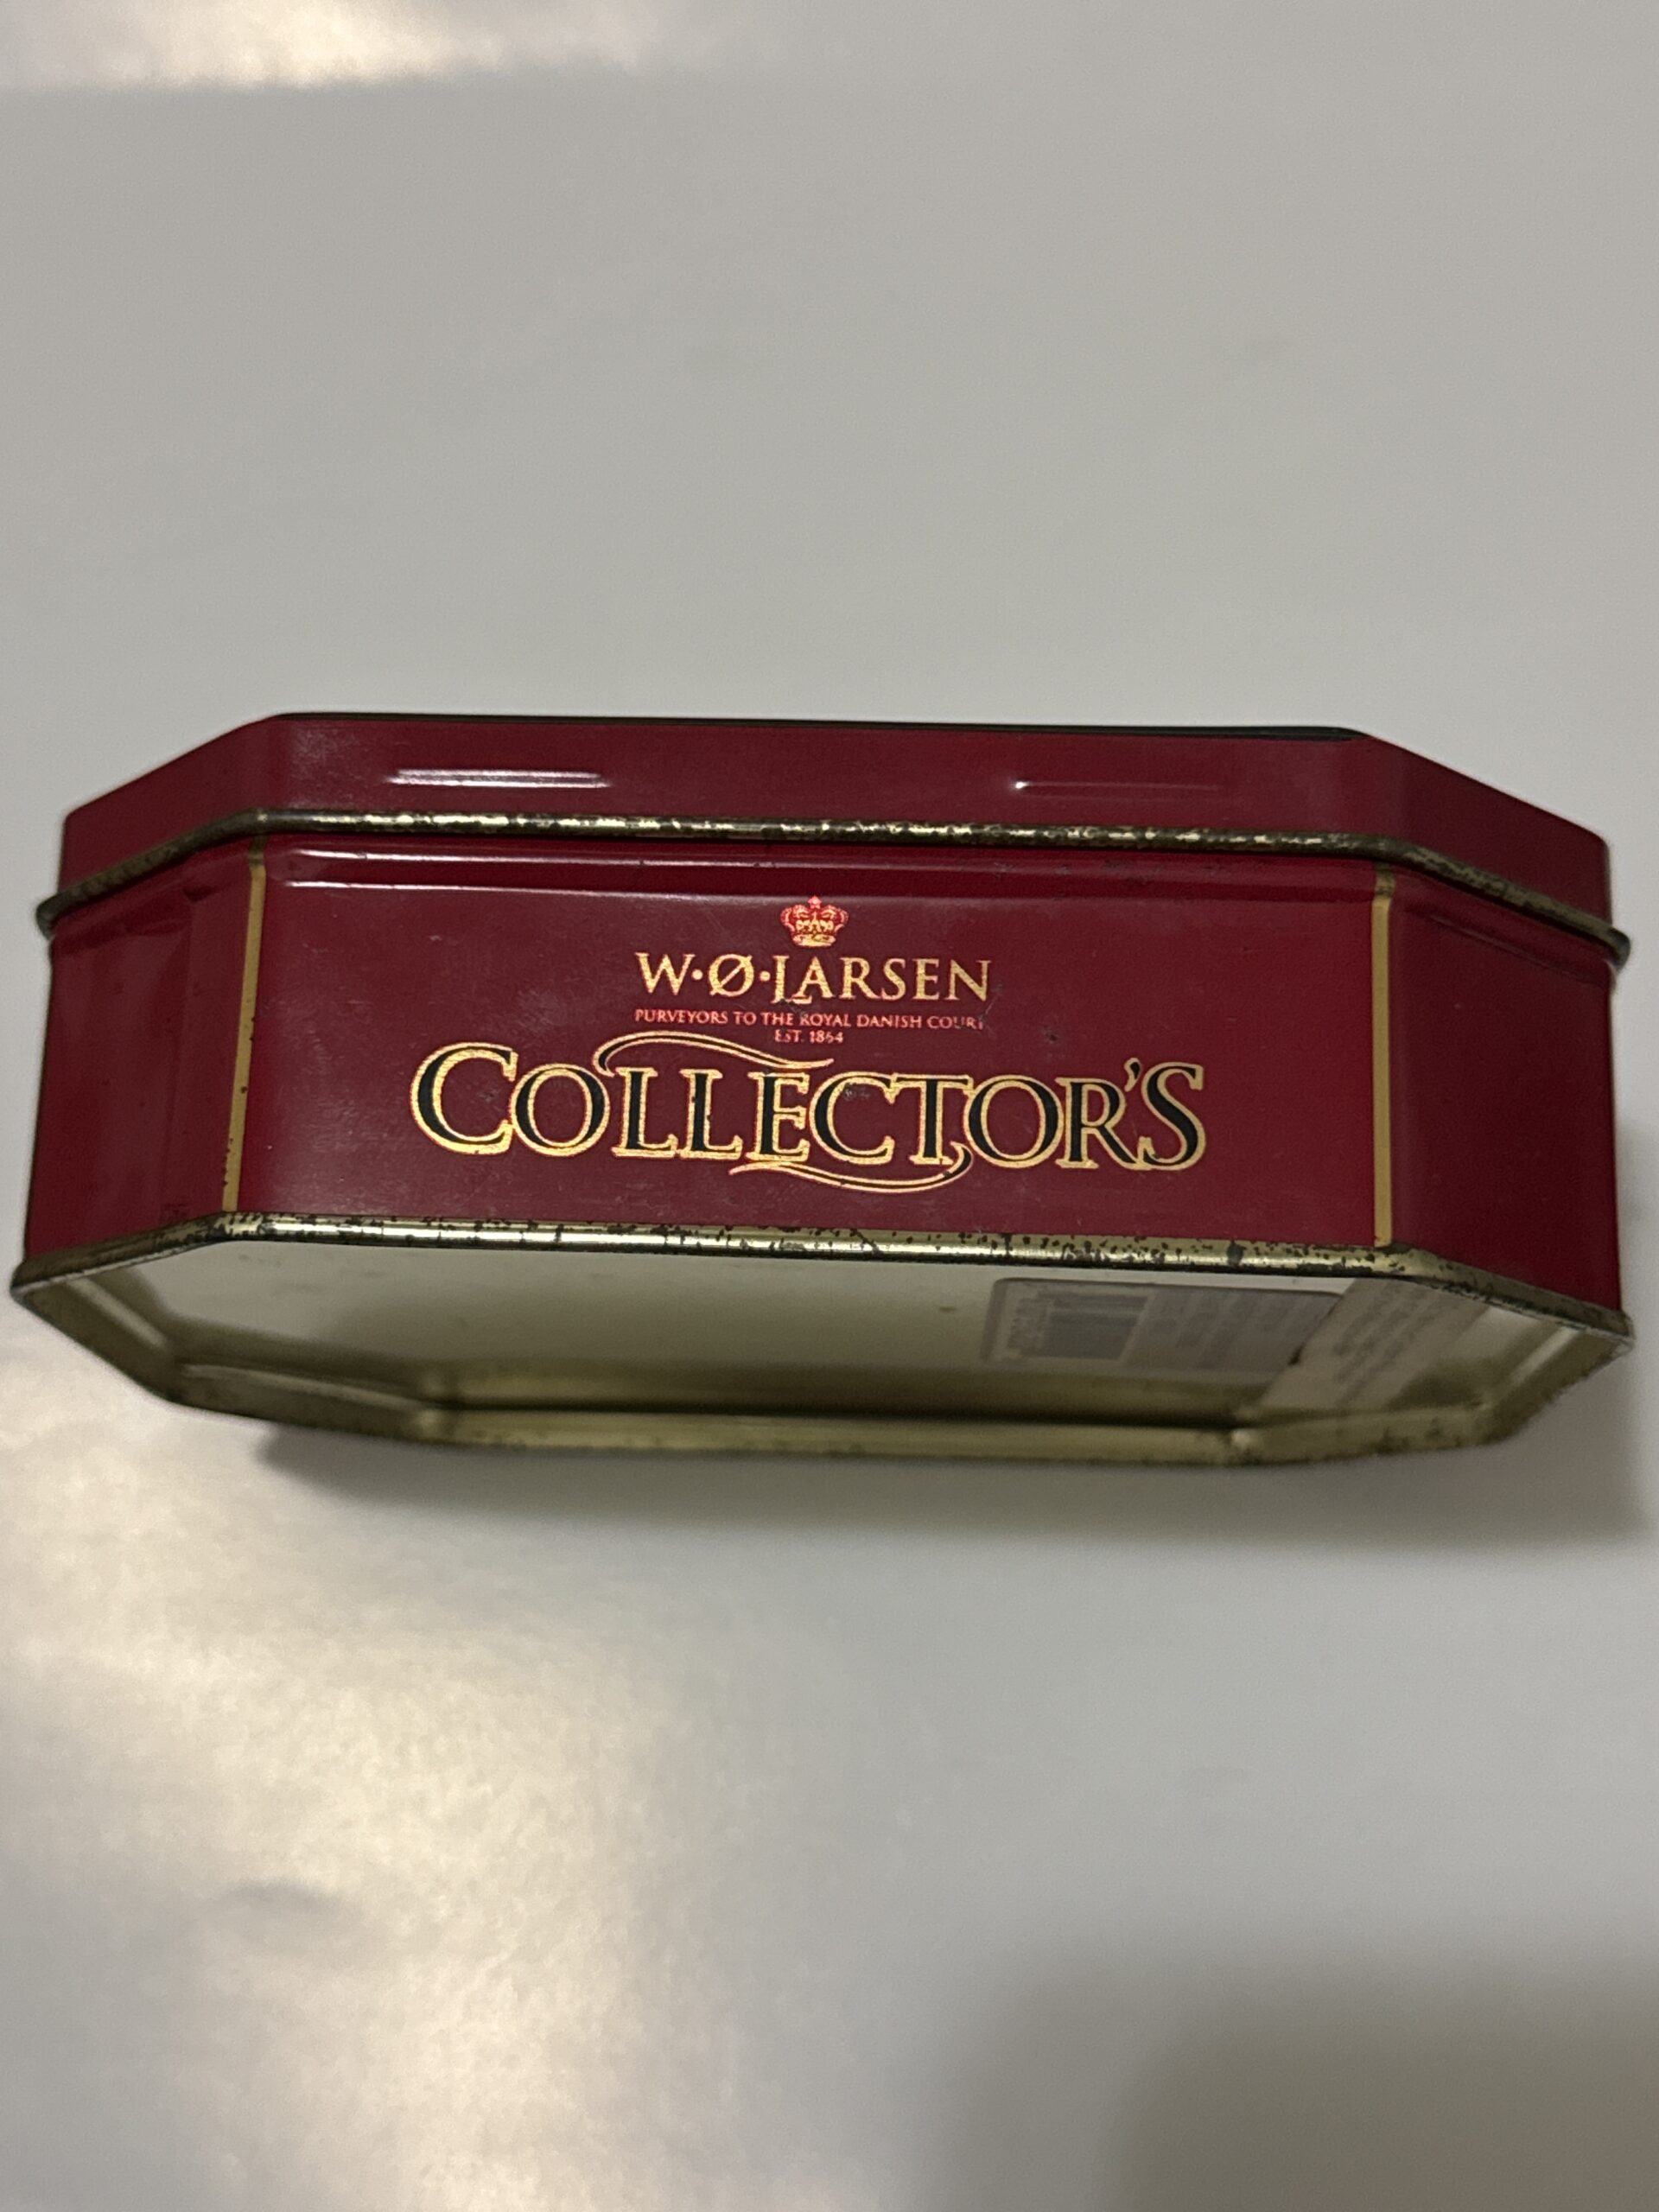 W·Ø·LARSEN
PURVEYORS TO THE ROYAL DANISH COURT
EST. 1864
COLLECTOR'S